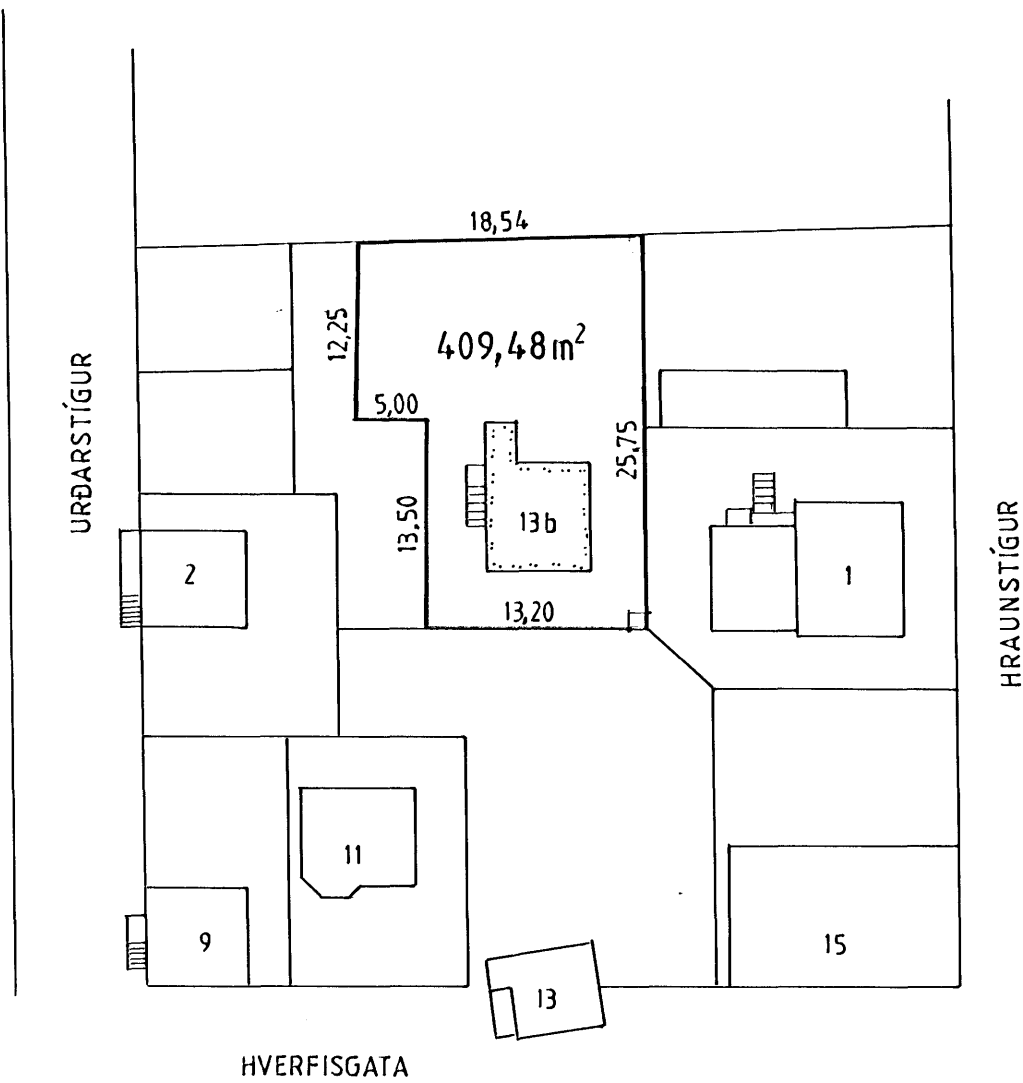 18,54
12,25
409,48 m²
5,00
25,75
URÐARSTÍGUR
13,50
13b
HRAUNSTÍGUR
2
1
13,20
11
9
15
13
HVERFISGATA